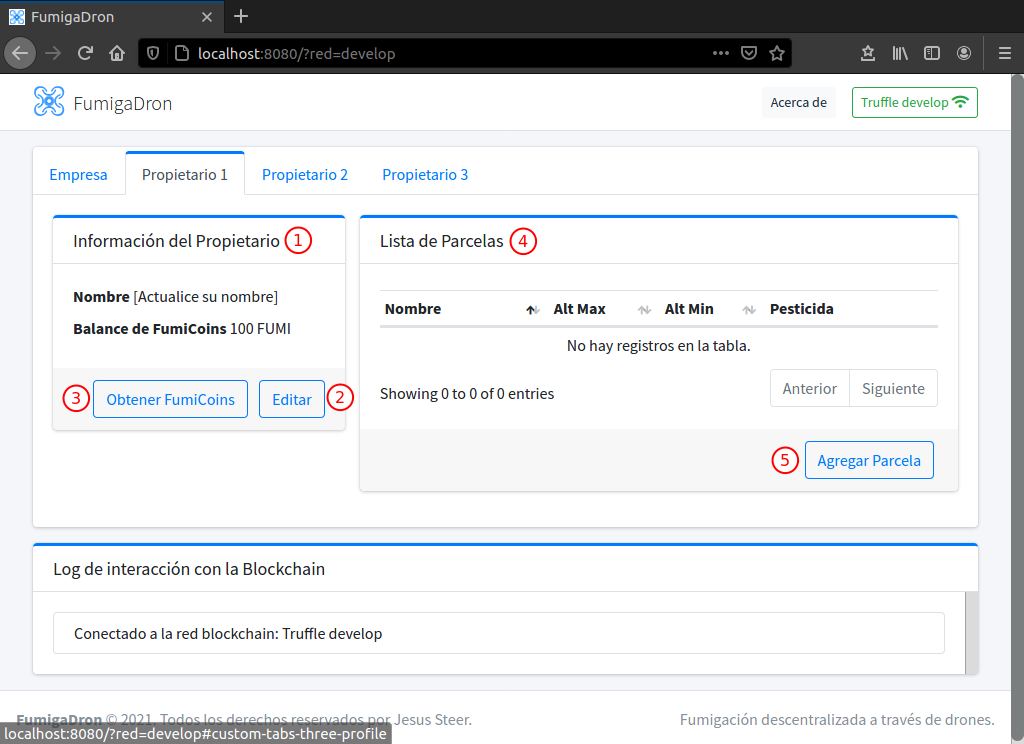 FumigaDron
localhost:8080/?red=develop
FumigaDron
Acerca de
Truffle develop
Empresa
Propietario 1
Propietario 2
Propietario 3
Información del Propietario 1
Lista de Parcelas 4
Nombre [Actualice su nombre]
Balance de FumiCoins 100 FUMI
3 Obtener FumiCoins
Editar 2
Nombre Alt Max Alt Min Pesticida
No hay registros en la tabla.
Showing 0 to 0 of 0 entries
Anterior Siguiente
5 Agregar Parcela
Log de interacción con la Blockchain
Conectado a la red blockchain: Truffle develop
FumigaDron © 2021. Todos los derechos reservados por Jesus Steer.
Fumigación descentralizada a través de drones.
localhost:8080/?red=develop#custom-tabs-three-profile